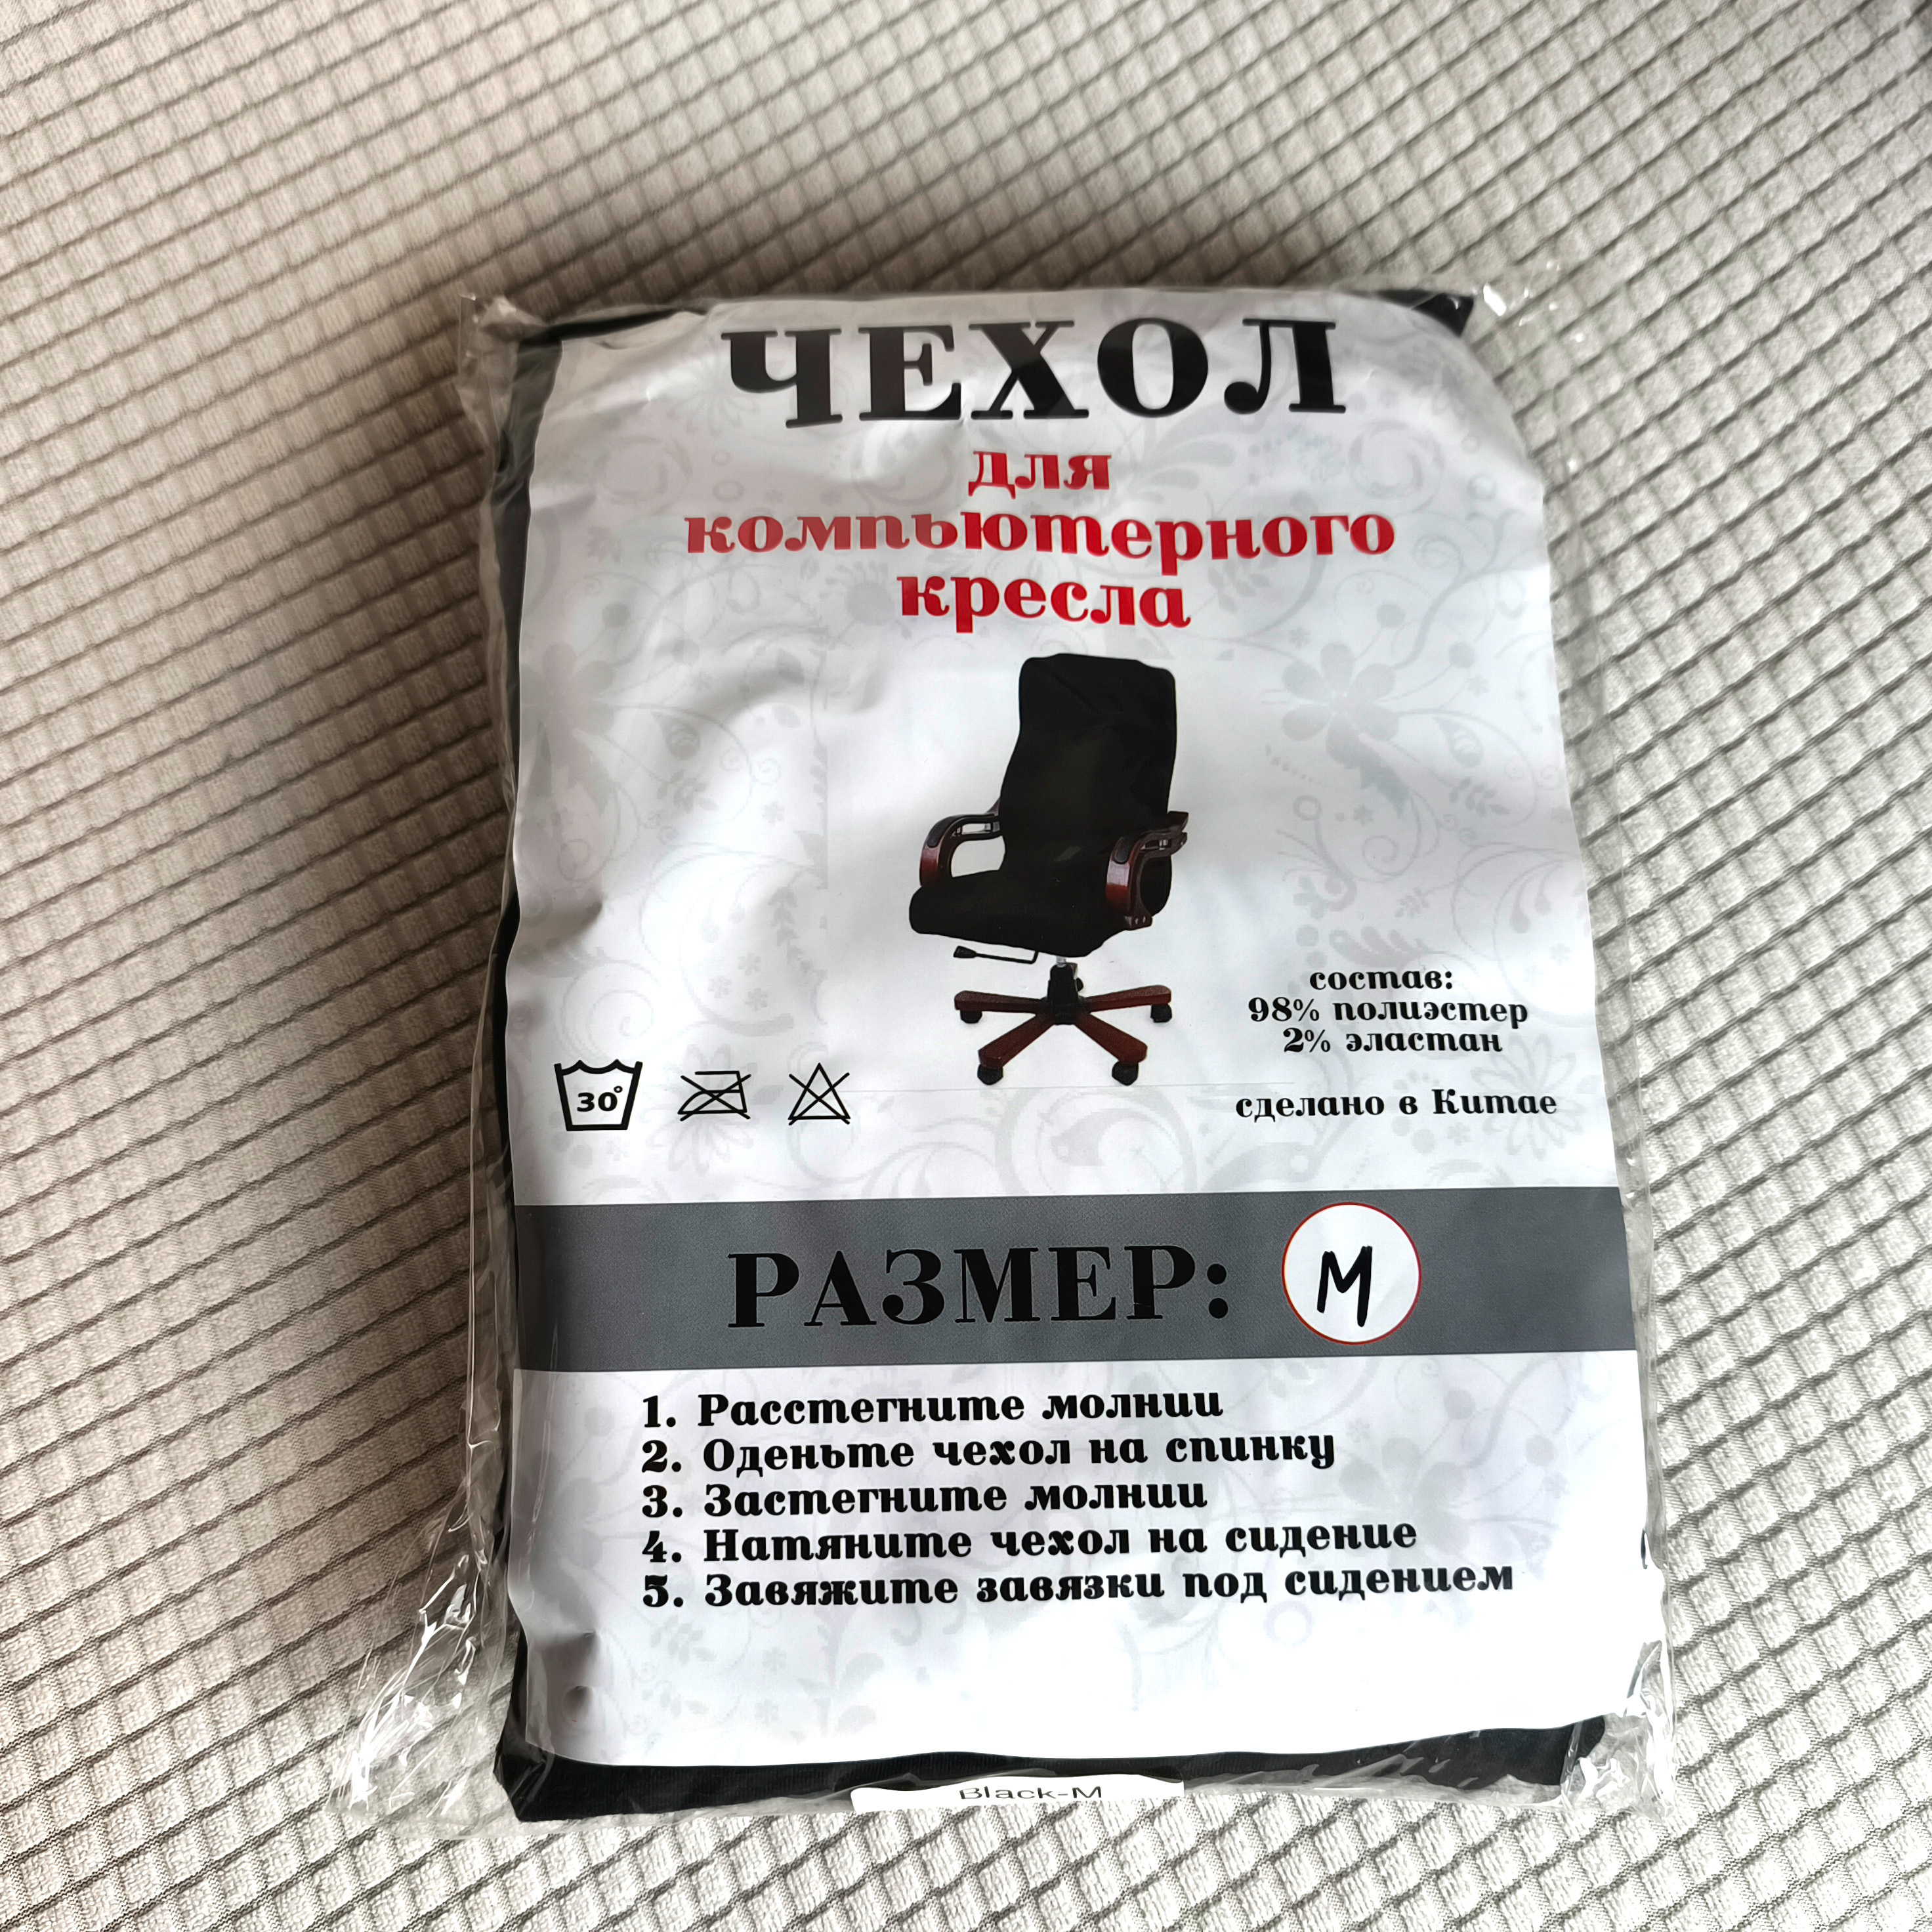 ЧЕХОЛ
для
компьютерного
кресла
состав:
98% полиэстер
2% эластан
сделано в Китае
30°
РАЗМЕР: M
1. Расстегните молнии
2. Оденьте чехол на спинку
3. Застегните молнии
4. Натяните чехол на сидение
5. Завяжите завязки под сидением
Black-M